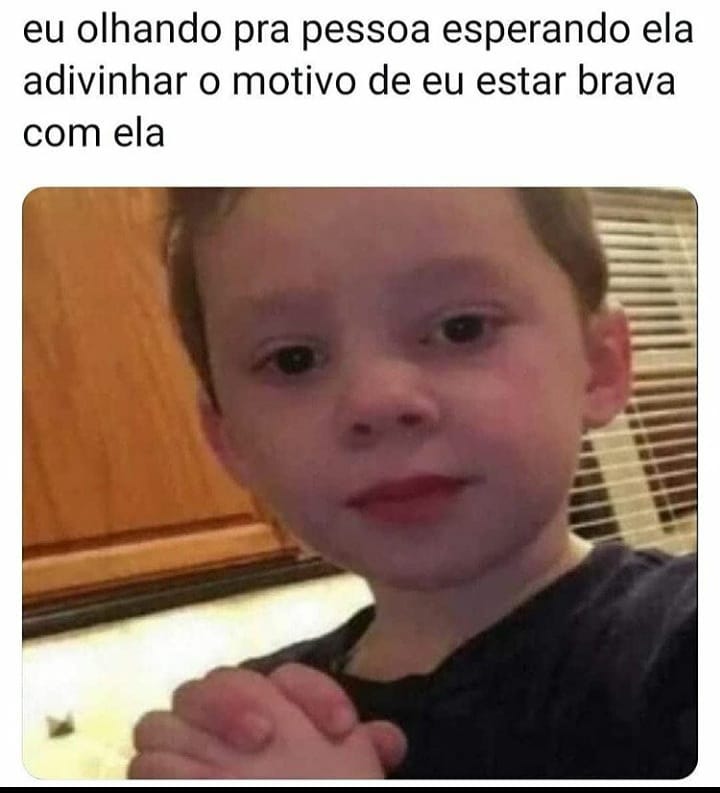 eu olhando pra pessoa esperando ela
adivinhar o motivo de eu estar brava
com ela